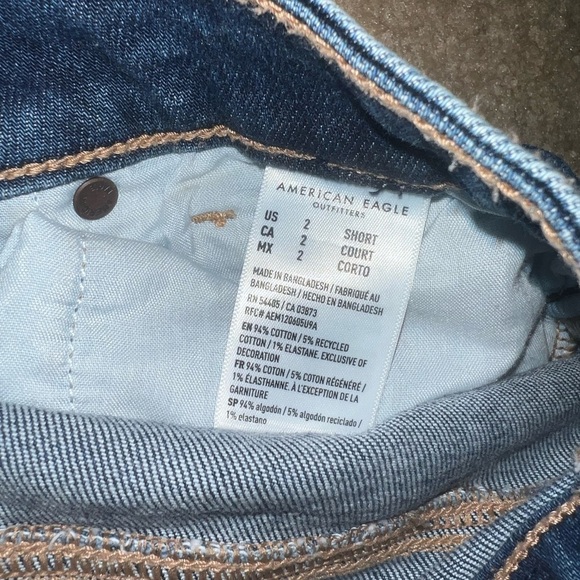 AMERICAN EAGLE
OUTFITTERS
US 2 SHORT
CA 2 COURT
MX 2 CORTO
MADE IN BANGLADESH / FABRIQUÉ AU
BANGLADESH / HECHO EN BANGLADESH
RN 54485 / CA 03873
RFC# AEM120605U9A
EN 94% COTTON / 5% RECYCLED
COTTON / 1% ELASTANE. EXCLUSIVE OF
DECORATION
FR 94% COTON / 5% COTON RÉGÉNÉRÉ /
1% ÉLASTHANNE. À L'EXCEPTION DE LA
GARNITURE
SP 94% algodón / 5% algodón reciclado /
1% elastano